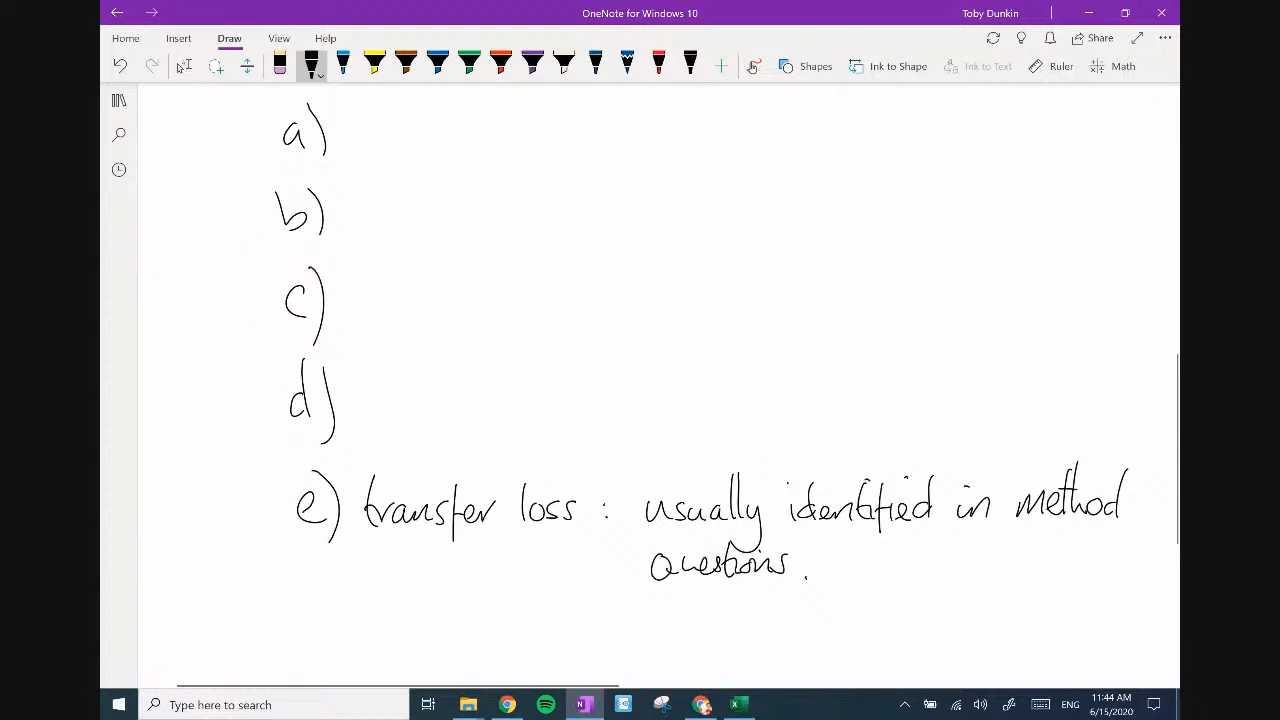 OneNote for Windows 10
Toby Dunkin
Home Insert Draw View Help
Share
Shapes Ink to Shape Ink to Text Ruler Math
a)
b)
c)
d)
e) transfer loss : usually identified in method
questions.
Type here to search
ENG
11:44 AM
6/15/2020